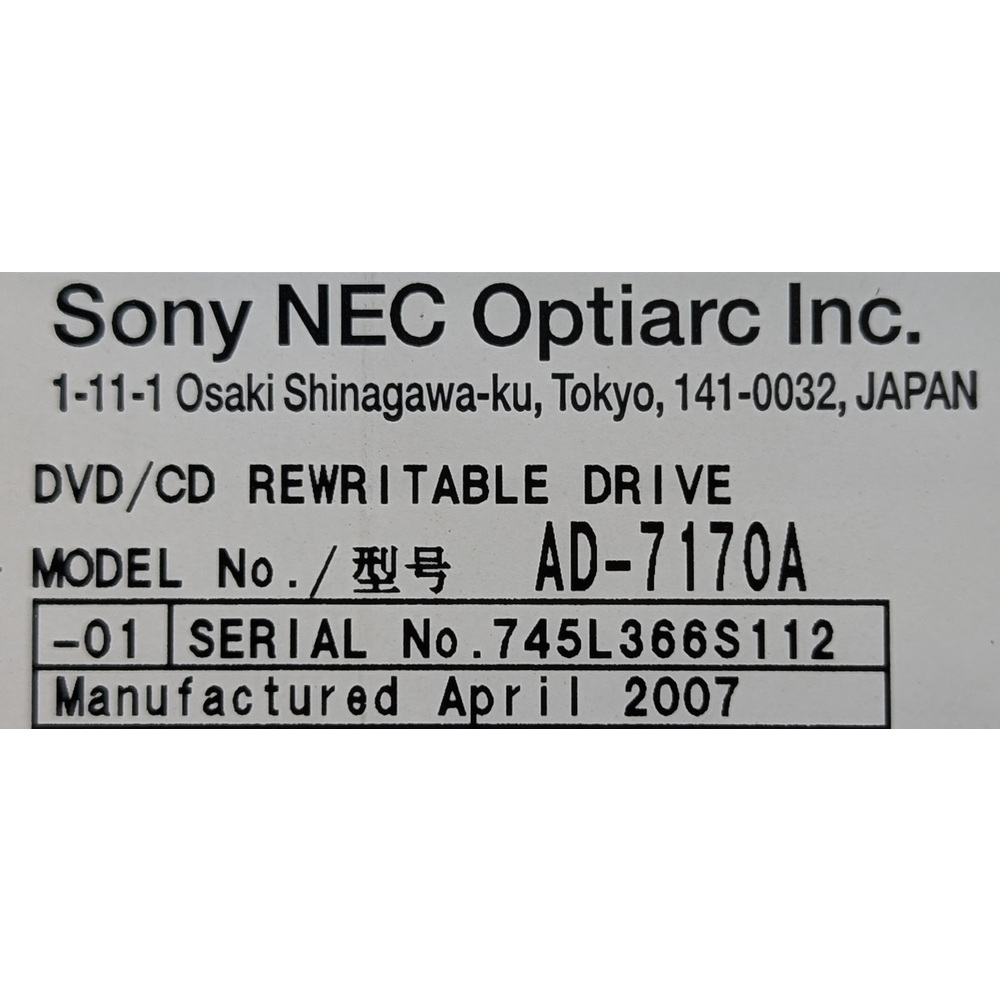 Sony NEC Optiarc Inc.
1-11-1 Osaki Shinagawa-ku, Tokyo, 141-0032, JAPAN
DVD/CD REWRITABLE DRIVE
MODEL No./型号 AD-7170A
-01 SERIAL No.745L366S112
Manufactured April 2007